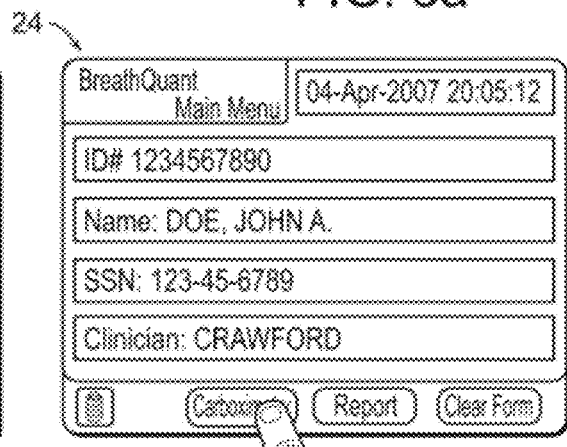 24
BreathQuant
Main Menu
04-Apr-2007 20:05:12
ID# 1234567890
Name: DOE, JOHN A.
SSN: 123-45-6789
Clinician: CRAWFORD
Report
Clear Form